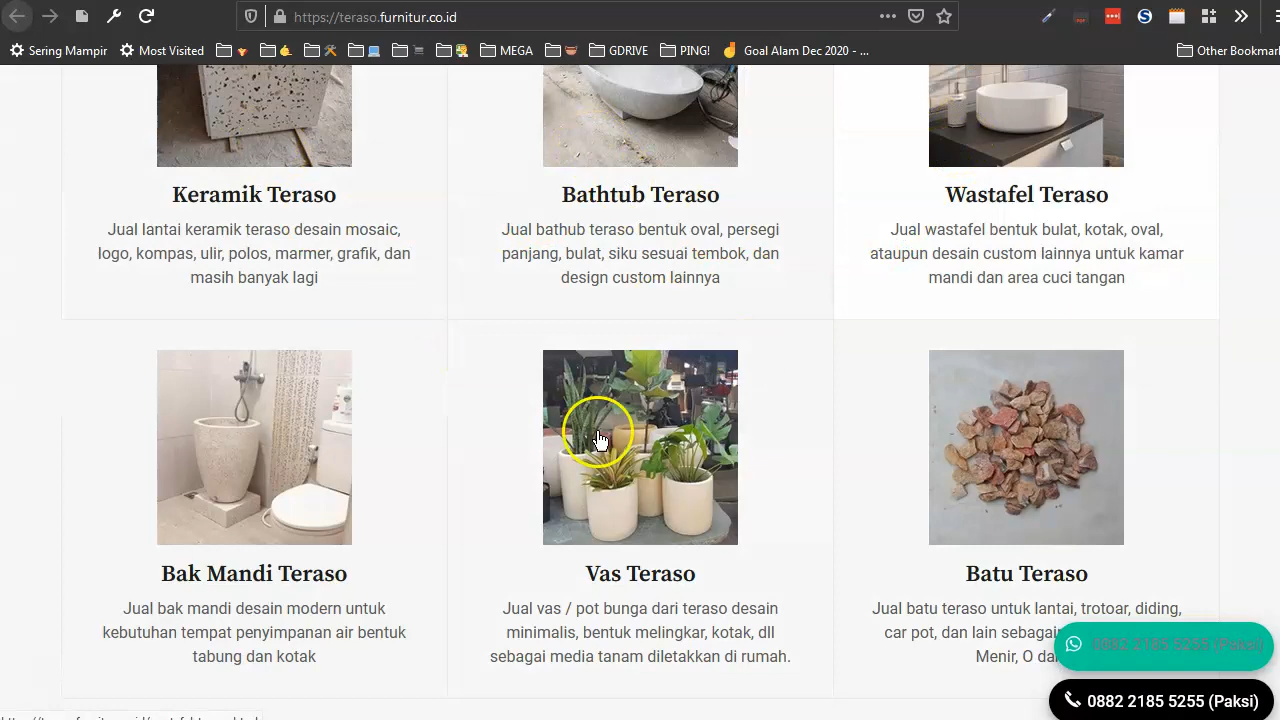 https://teraso.furnitur.co.id
Sering Mampir
Most Visited
MEGA
GDRIVE
PING!
Goal Alam Dec 2020 - ...
Other Bookmar
Keramik Teraso
Jual lantai keramik teraso desain mosaic,
logo, kompas, ulir, polos, marmer, grafik, dan
masih banyak lagi
Bathtub Teraso
Jual bathub teraso bentuk oval, persegi
panjang, bulat, siku sesuai tembok, dan
design custom lainnya
Wastafel Teraso
Jual wastafel bentuk bulat, kotak, oval,
ataupun desain custom lainnya untuk kamar
mandi dan area cuci tangan
Bak Mandi Teraso
Jual bak mandi desain modern untuk
kebutuhan tempat penyimpanan air bentuk
tabung dan kotak
Vas Teraso
Jual vas / pot bunga dari teraso desain
minimalis, bentuk melingkar, kotak, dll
sebagai media tanam diletakkan di rumah.
Batu Teraso
Jual batu teraso untuk lantai, trotoar, diding,
car pot, dan lain sebagai
Menir, O da
0882 2185 5255 (Paksi)
0882 2185 5255 (Paksi)